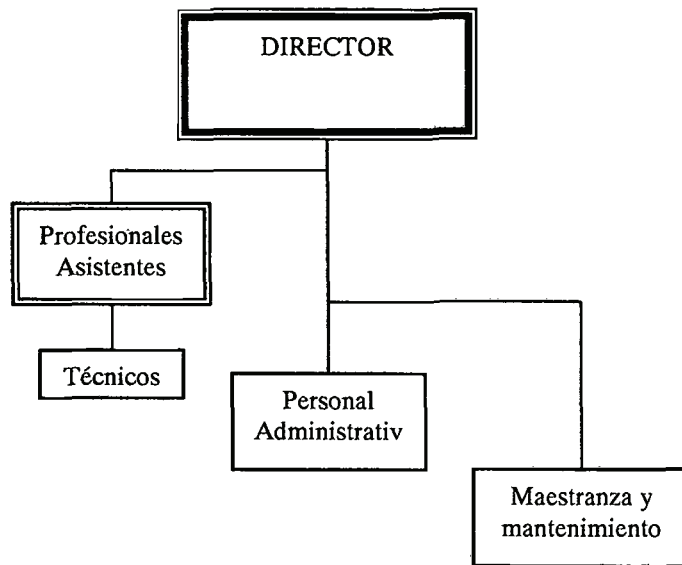 DIRECTOR
Profesionales
Asistentes
Técnicos
Personal
Administrativ
Maestranza y
mantenimiento